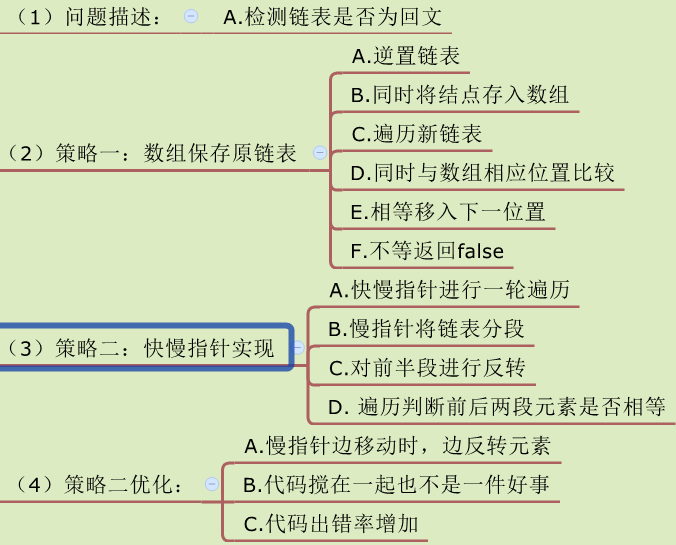 （1）问题描述：
A.检测链表是否为回文
（2）策略一：数组保存原链表
A.逆置链表
B.同时将结点存入数组
C.遍历新链表
D.同时与数组相应位置比较
E.相等移入下一位置
F.不等返回false
（3）策略二：快慢指针实现
A.快慢指针进行一轮遍历
B.慢指针将链表分段
C.对前半段进行反转
D. 遍历判断前后两段元素是否相等
（4）策略二优化：
A.慢指针边移动时，边反转元素
B.代码搅在一起也不是一件好事
C.代码出错率增加